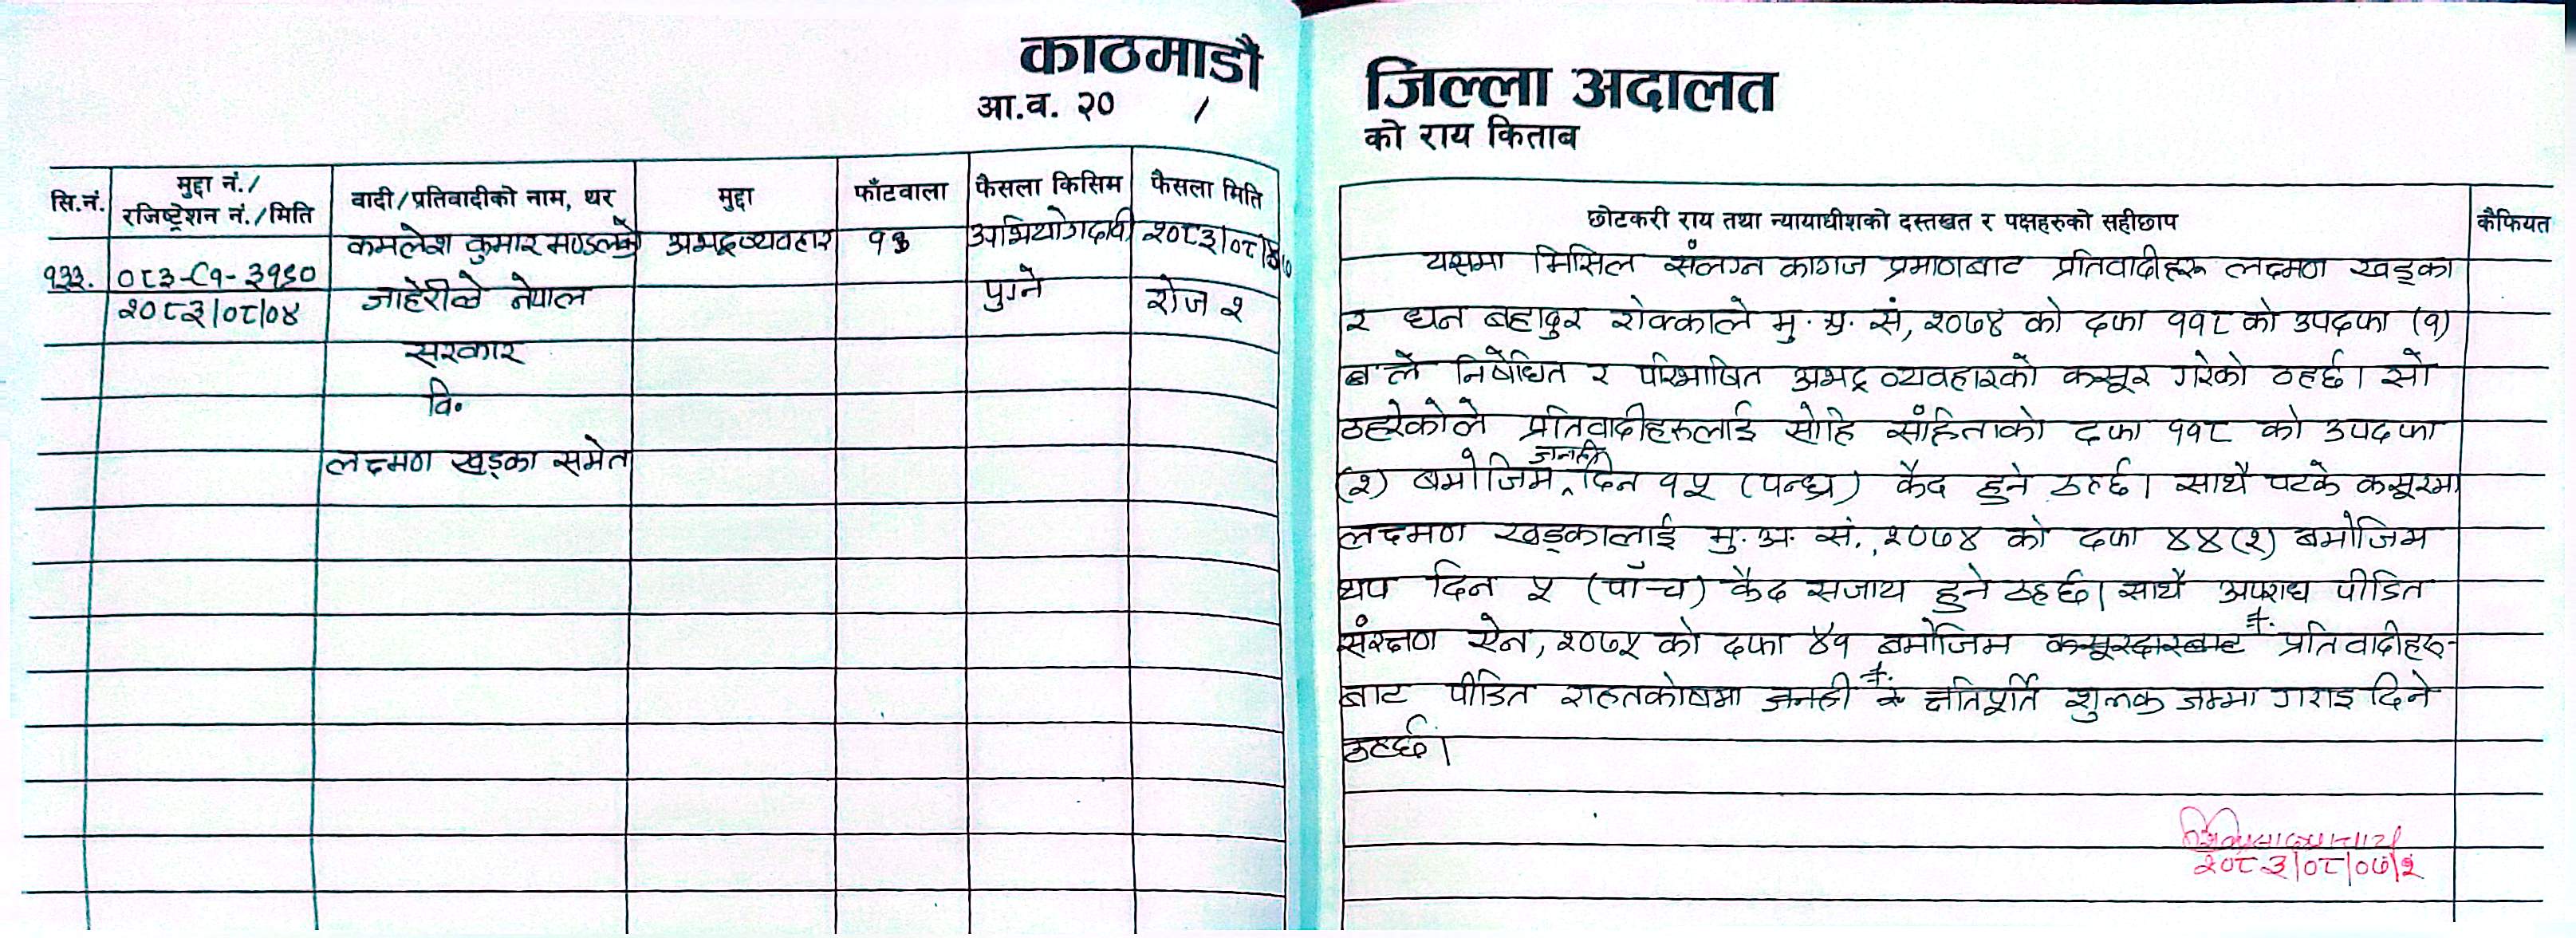 काठमाडौ
आ.व. २० /
सि.नं. मुद्दा नं./ रजिष्ट्रेशन नं./मिति वादी/प्रतिवादीको नाम, थर मुद्दा फाँटवाला फैसला किसिम फैसला मिति
कमलेश कुमार मण्डलको अभद्रव्यवहार १३ अभियोगदावी २०८३/०८/०७
१३३. ०८३-C१-३१६० जाहेरीले नेपाल पुग्ने रोज २
२०८३/०८/०४
सरकार
वि.
लक्ष्मण खड्का समेत
जिल्ला अदालत
को राय किताब
छोटकरी राय तथा न्यायाधीशको दस्तखत र पक्षहरुको सहीछाप कैफियत
यसमा मिसिल संलग्न कागज प्रमाणबाट प्रतिवादीहरू लक्ष्मण खड्का
र धन बहादुर रोक्काले मु. अ. सं, २०७४ को दफा ११८ को उपदफा (१)
ले निषेधित र परिभाषित अभद्र व्यवहारको कसूर गरेको ठहर्छ। सो
ठहरेकोले प्रतिवादीहरुलाई सोहि संहिताको दफा ११८ को उपदफा
(२) बमोजिम जनही दिन १५ (पन्ध्र) कैद हुने ठहर्छ। साथै पटके कसूरमा
लक्ष्मण खड्कालाई मु. अ. सं., २०७४ को दफा ४४(२) बमोजिम
थप दिन ५ (पाँच) कैद सजाय हुने ठहर्छ। साथै अपराध पीडित
संरक्षण ऐन, २०७५ को दफा ४१ बमोजिम कसूरदारबाट प्रतिवादीहरु-
बाट पीडित राहतकोषमा जनही क्षतिपूर्ति शुल्क जम्मा गराइ दिने
ठहर्छ।
२०८३/०८/०७/२